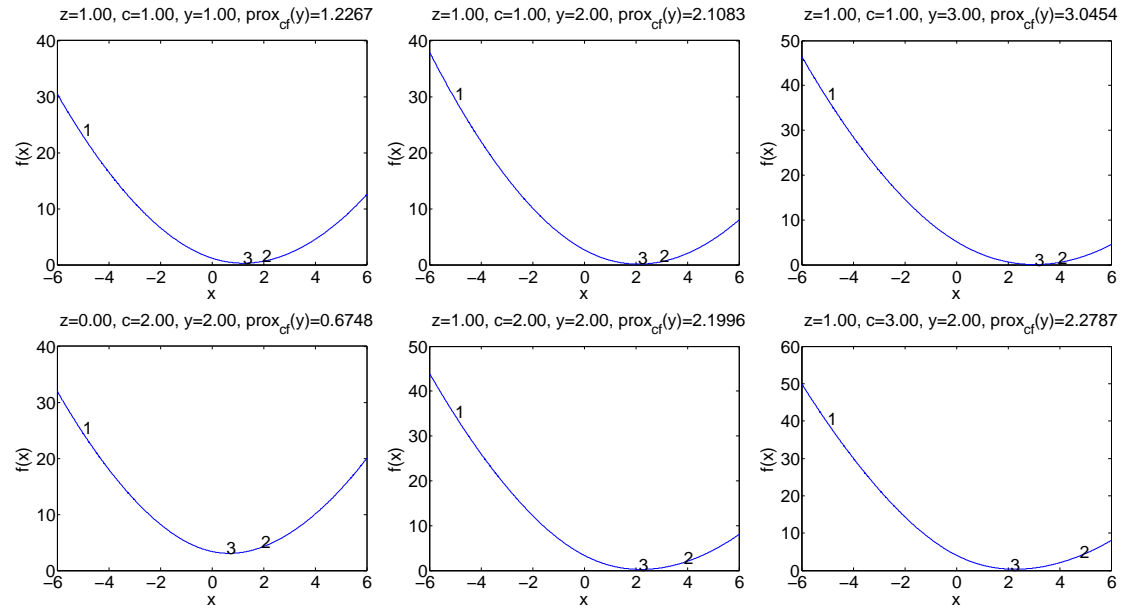 z=1.00, c=1.00, y=1.00, prox_cf(y)=1.2267
40
30
20
10
0
f(x)
1
3
2
−6 −4 −2 0 2 4 6
x
z=1.00, c=1.00, y=2.00, prox_cf(y)=2.1083
40
30
20
10
0
f(x)
1
3
2
−6 −4 −2 0 2 4 6
x
z=1.00, c=1.00, y=3.00, prox_cf(y)=3.0454
50
40
30
20
10
0
f(x)
1
3
2
−6 −4 −2 0 2 4 6
x
z=0.00, c=2.00, y=2.00, prox_cf(y)=0.6748
40
30
20
10
0
f(x)
1
3
2
−6 −4 −2 0 2 4 6
x
z=1.00, c=2.00, y=2.00, prox_cf(y)=2.1996
50
40
30
20
10
0
f(x)
1
3
2
−6 −4 −2 0 2 4 6
x
z=1.00, c=3.00, y=2.00, prox_cf(y)=2.2787
60
50
40
30
20
10
0
f(x)
1
3
2
−6 −4 −2 0 2 4 6
x